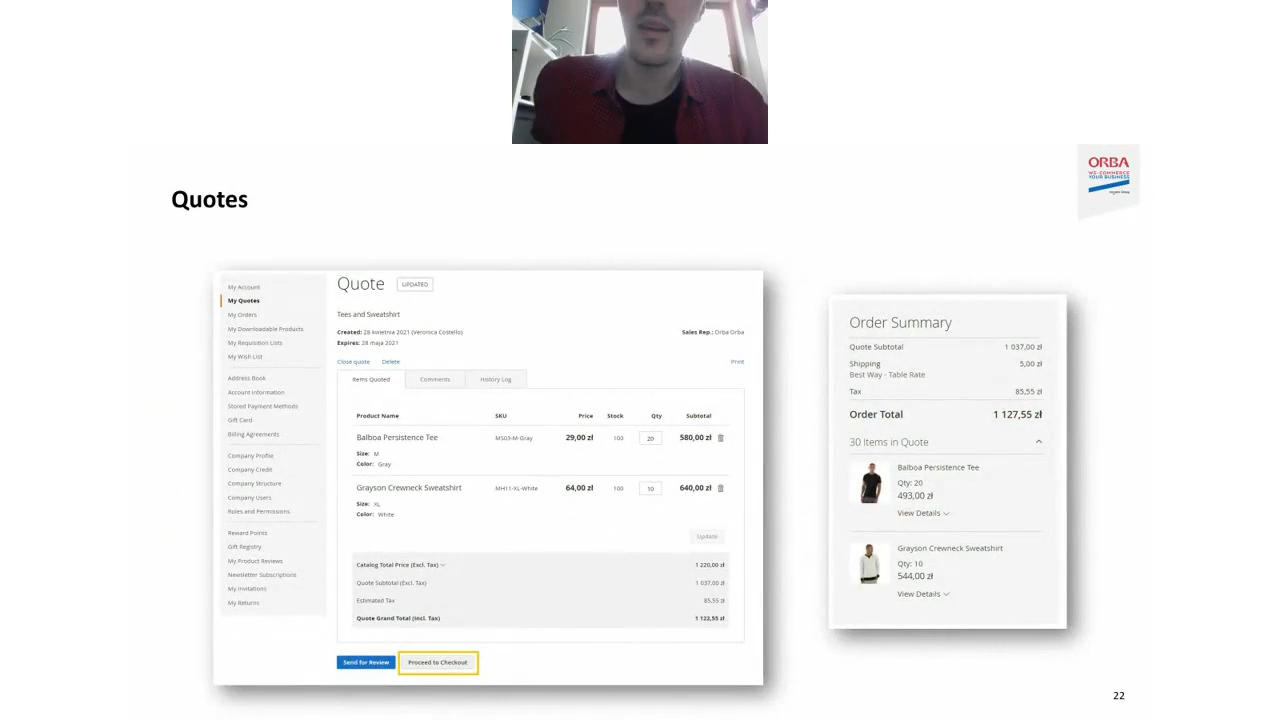 ORBA
WE-COMMERCE
YOUR BUSINESS
Quotes
My Account
My Quotes
My Orders
My Downloadable Products
My Requisition Lists
My Wish List
Address Book
Account Information
Stored Payment Methods
Gift Card
Billing Agreements
Company Profile
Company Credit
Company Structure
Company Users
Roles and Permissions
Reward Points
Gift Registry
My Product Reviews
Newsletter Subscriptions
My Invitations
My Returns
Quote UPDATED
Tees and Sweatshirt
Created: 28 kwietnia 2021 (Veronica Costello) Sales Rep.: Orba Orba
Expires: 28 maja 2021
Close quote Delete Print
Items Quoted Comments History Log
Product Name SKU Price Stock Qty Subtotal
Balboa Persistence Tee MS03-M-Gray 29,00 zł 100 20 580,00 zł
Size: M
Color: Gray
Grayson Crewneck Sweatshirt MH11-XL-White 64,00 zł 100 10 640,00 zł
Size: XL
Color: White
Update
Catalog Total Price (Excl. Tax) 1 220,00 zł
Quote Subtotal (Excl. Tax) 1 037,00 zł
Estimated Tax 85,55 zł
Quote Grand Total (Incl. Tax) 1 122,55 zł
Send for Review Proceed to Checkout
Order Summary
Quote Subtotal 1 037,00 zł
Shipping 5,00 zł
Best Way - Table Rate
Tax 85,55 zł
Order Total 1 127,55 zł
30 Items in Quote
Balboa Persistence Tee
Qty: 20
493,00 zł
View Details
Grayson Crewneck Sweatshirt
Qty: 10
544,00 zł
View Details
22